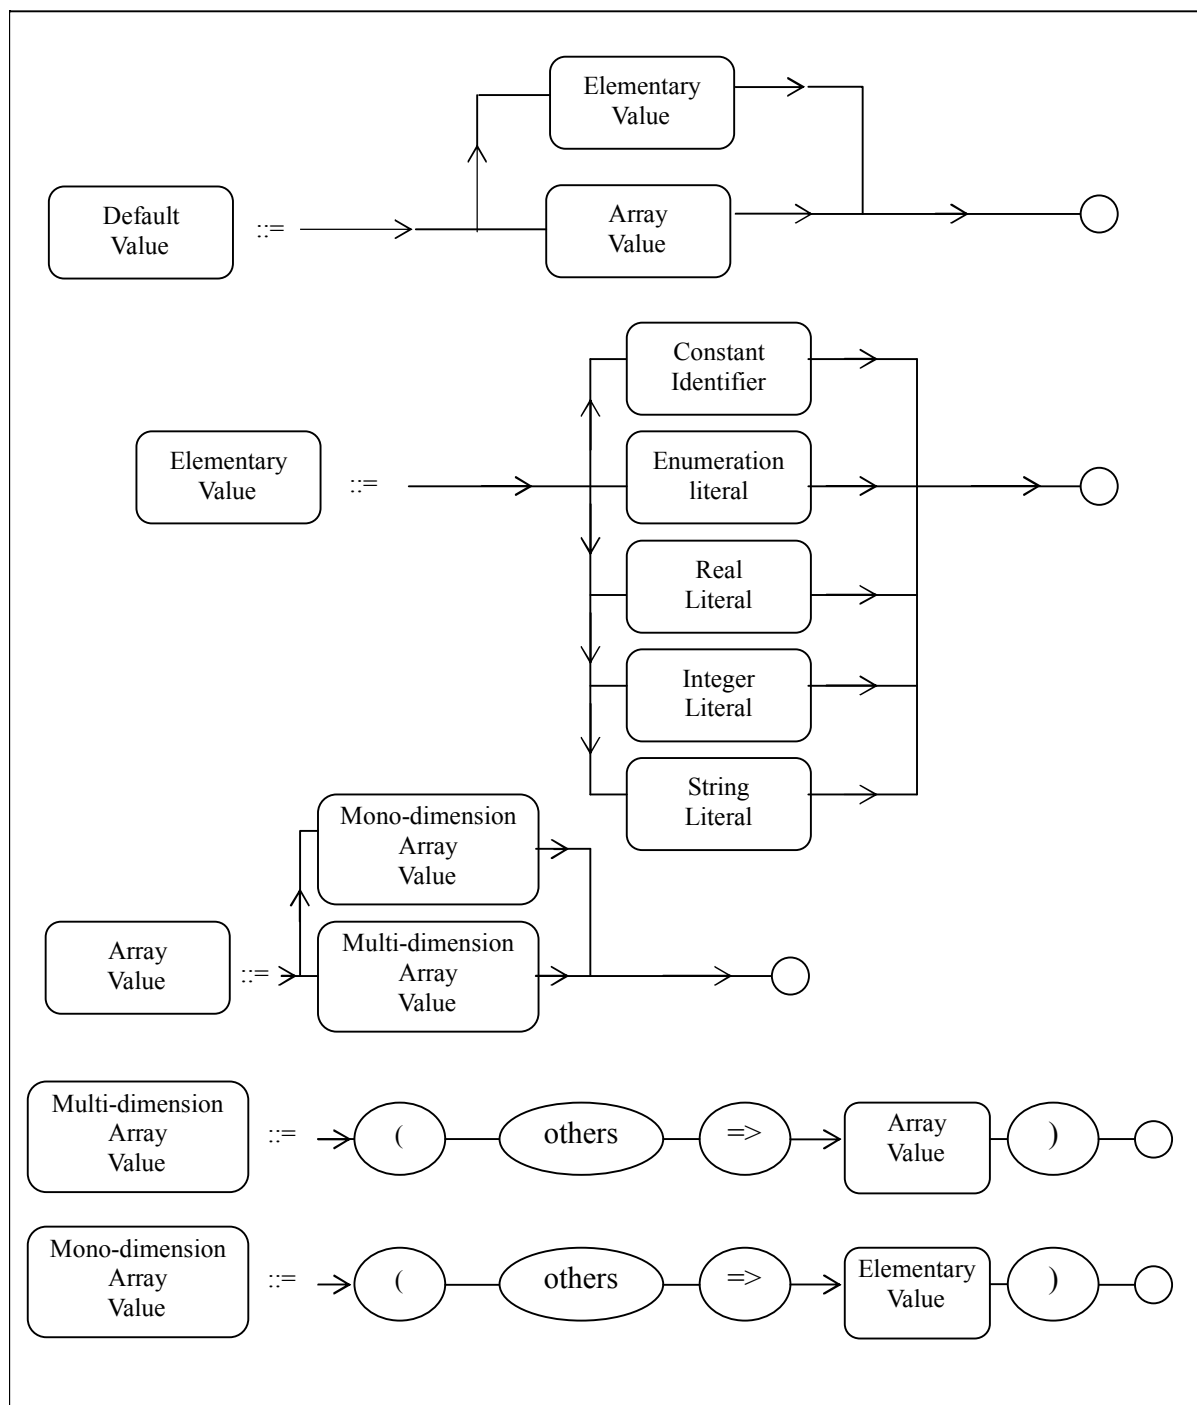 Elementary
Value
Default
Value
::=
Array
Value
Constant
Identifier
Elementary
Value
::=
Enumeration
literal
Real
Literal
Integer
Literal
String
Literal
Mono-dimension
Array
Value
Array
Value
::=
Multi-dimension
Array
Value
Multi-dimension
Array
Value
::=
(
others
=>
Array
Value
)
Mono-dimension
Array
Value
::=
(
others
=>
Elementary
Value
)